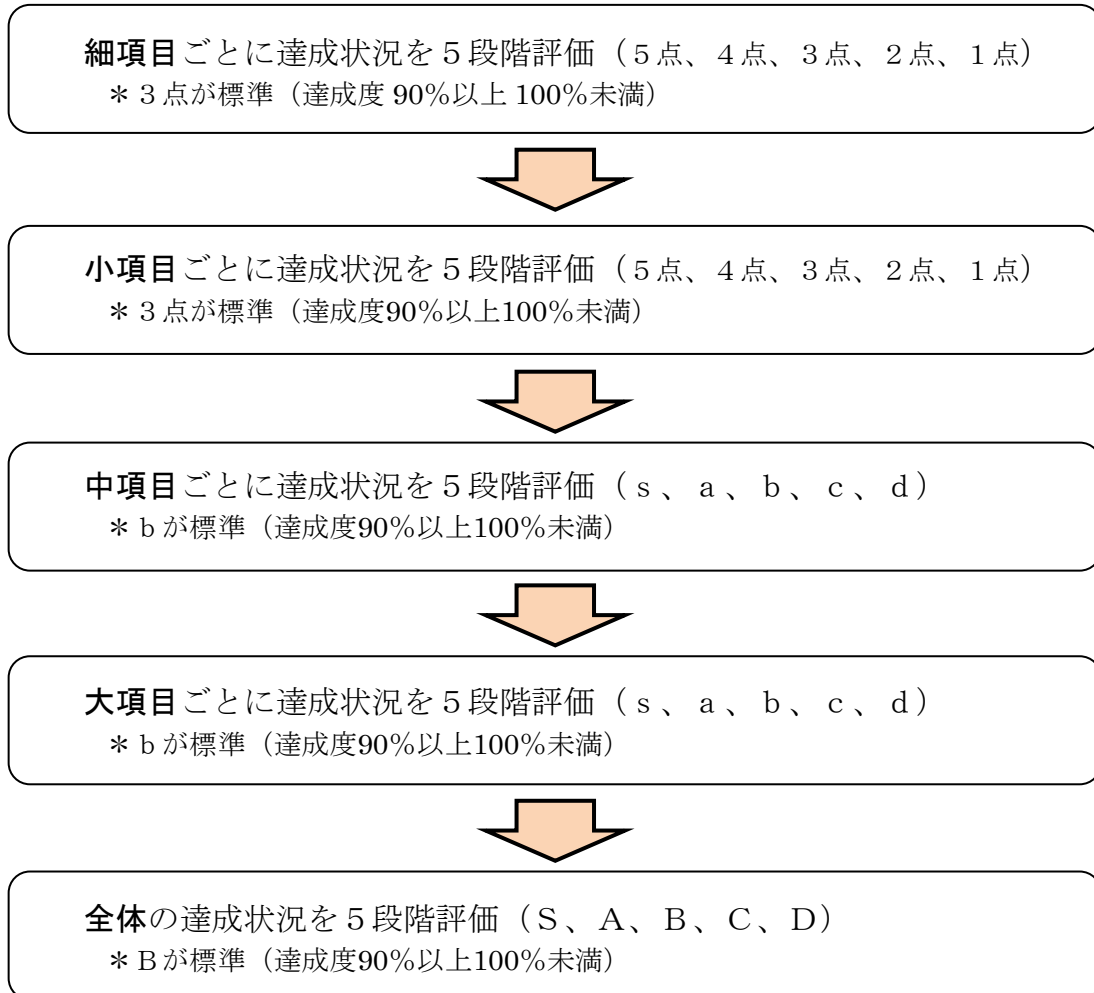 細項目ごとに達成状況を５段階評価（５点、４点、３点、２点、１点）
＊３点が標準（達成度 90％以上 100％未満）
小項目ごとに達成状況を５段階評価（５点、４点、３点、２点、１点）
＊３点が標準（達成度90％以上100％未満）
中項目ごとに達成状況を５段階評価（ｓ、ａ、ｂ、ｃ、ｄ）
＊ｂが標準（達成度90％以上100％未満）
大項目ごとに達成状況を５段階評価（ｓ、ａ、ｂ、ｃ、ｄ）
＊ｂが標準（達成度90％以上100％未満）
全体の達成状況を５段階評価（Ｓ、Ａ、Ｂ、Ｃ、Ｄ）
＊Ｂが標準（達成度90％以上100％未満）